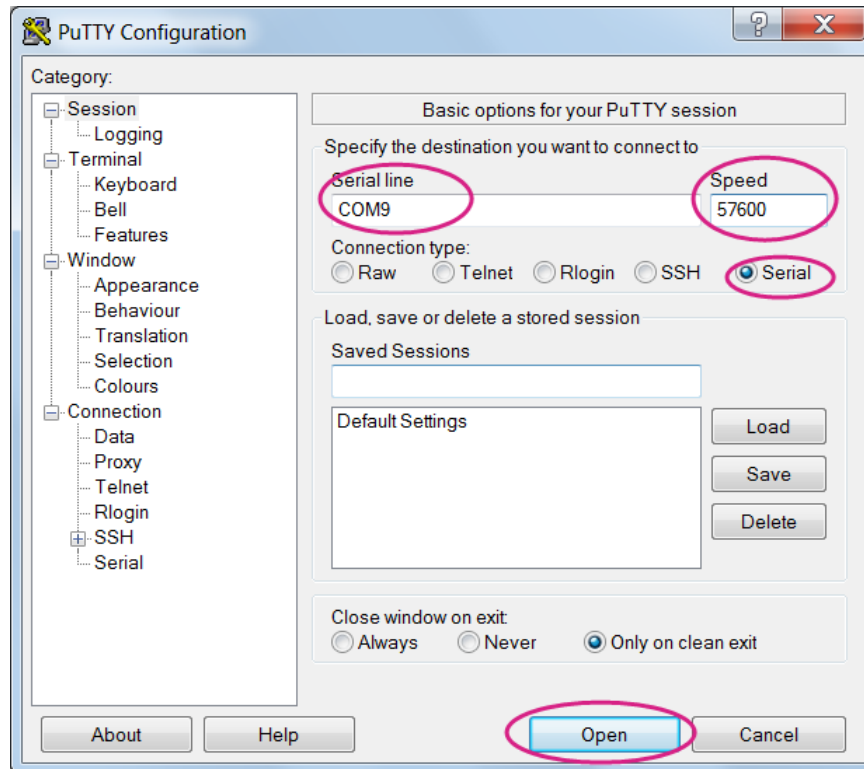 PuTTY Configuration
Category:
Session
Logging
Terminal
Keyboard
Bell
Features
Window
Appearance
Behaviour
Translation
Selection
Colours
Connection
Data
Proxy
Telnet
Rlogin
SSH
Serial
Basic options for your PuTTY session
Specify the destination you want to connect to
Serial line Speed
COM9 57600
Connection type:
Raw Telnet Rlogin SSH Serial
Load, save or delete a stored session
Saved Sessions
Default Settings
Load
Save
Delete
Close window on exit:
Always Never Only on clean exit
About Help Open Cancel